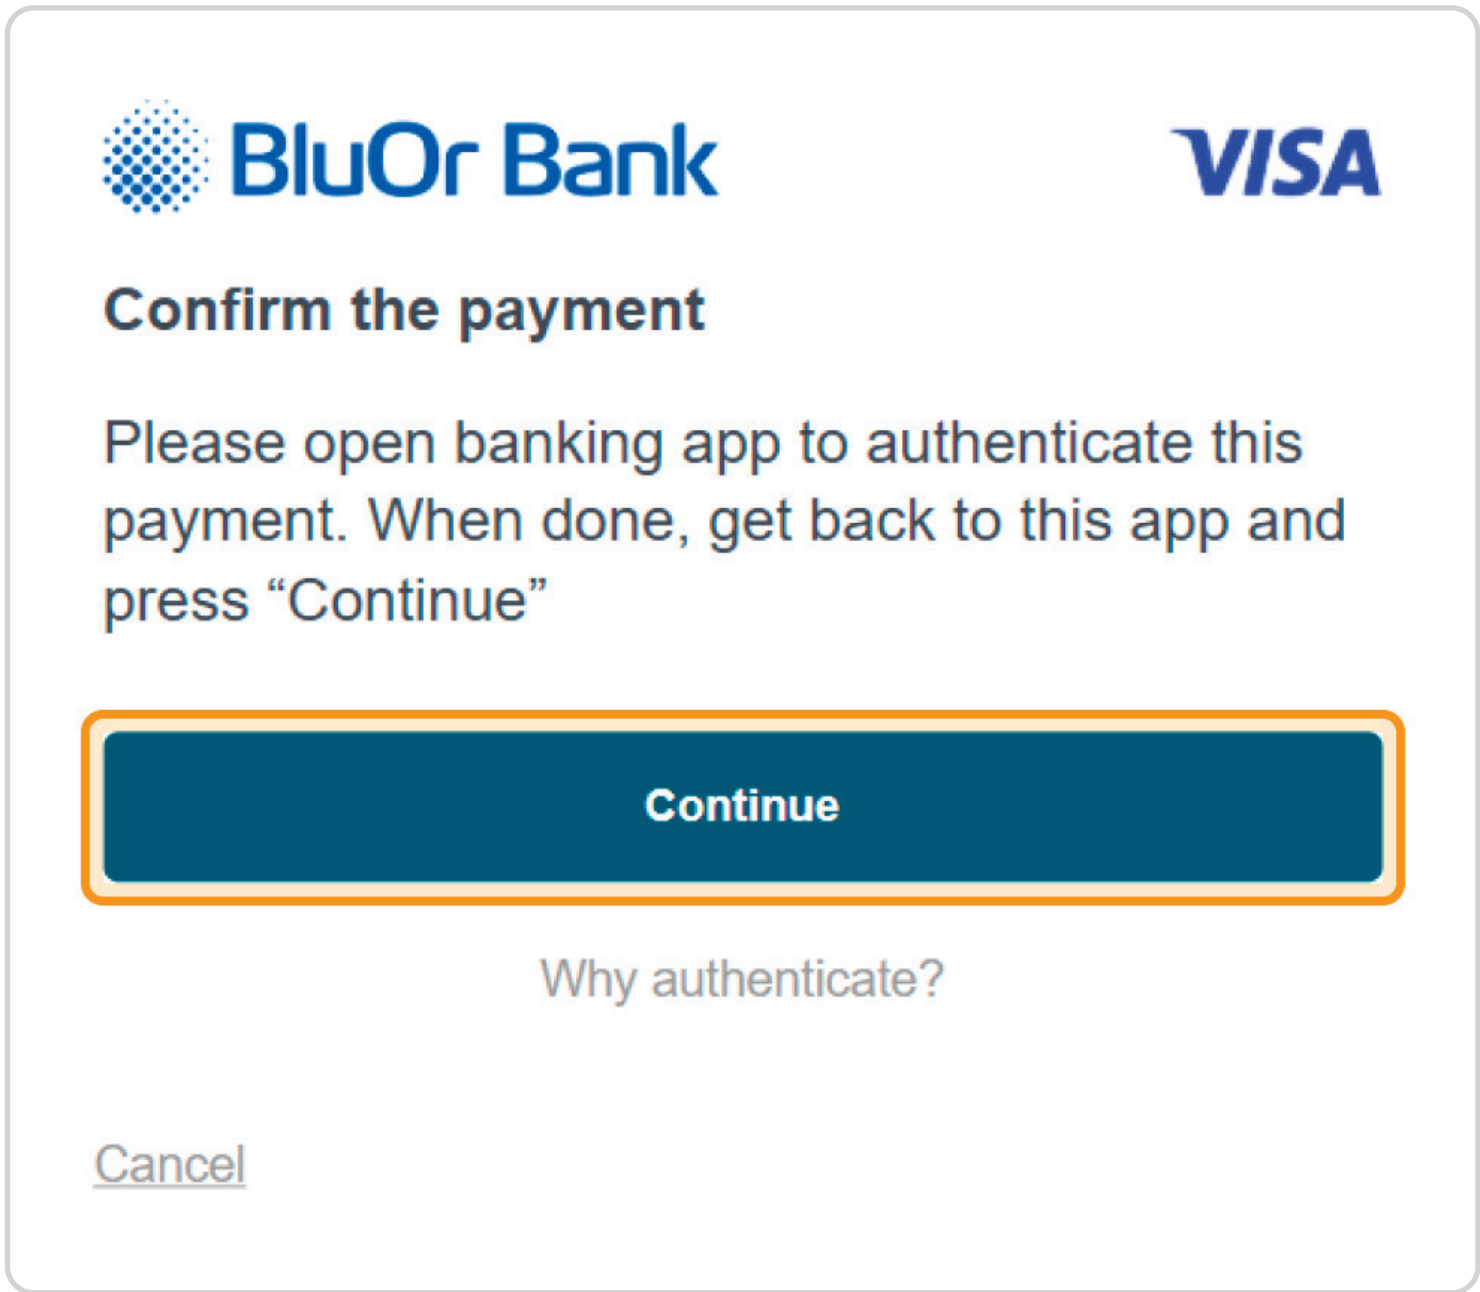 BluOr Bank VISA
Confirm the payment
Please open banking app to authenticate this
payment. When done, get back to this app and
press “Continue”
Continue
Why authenticate?
Cancel